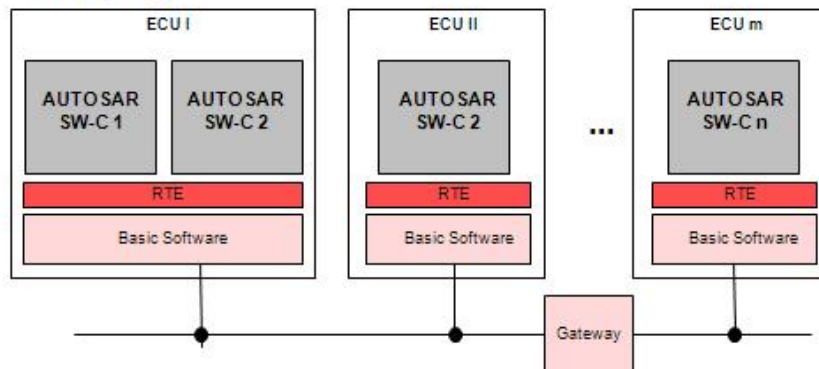 ECU I
ECU II
ECU m
AUTOSAR
SW-C 1
AUTOSAR
SW-C 2
AUTOSAR
SW-C 2
...
AUTOSAR
SW-C n
RTE
RTE
RTE
Basic Software
Basic Software
Basic Software
Gateway